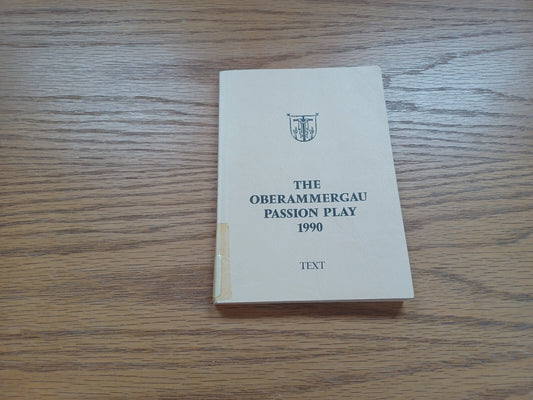 THE
OBERAMMERGAU
PASSION PLAY
1990
TEXT